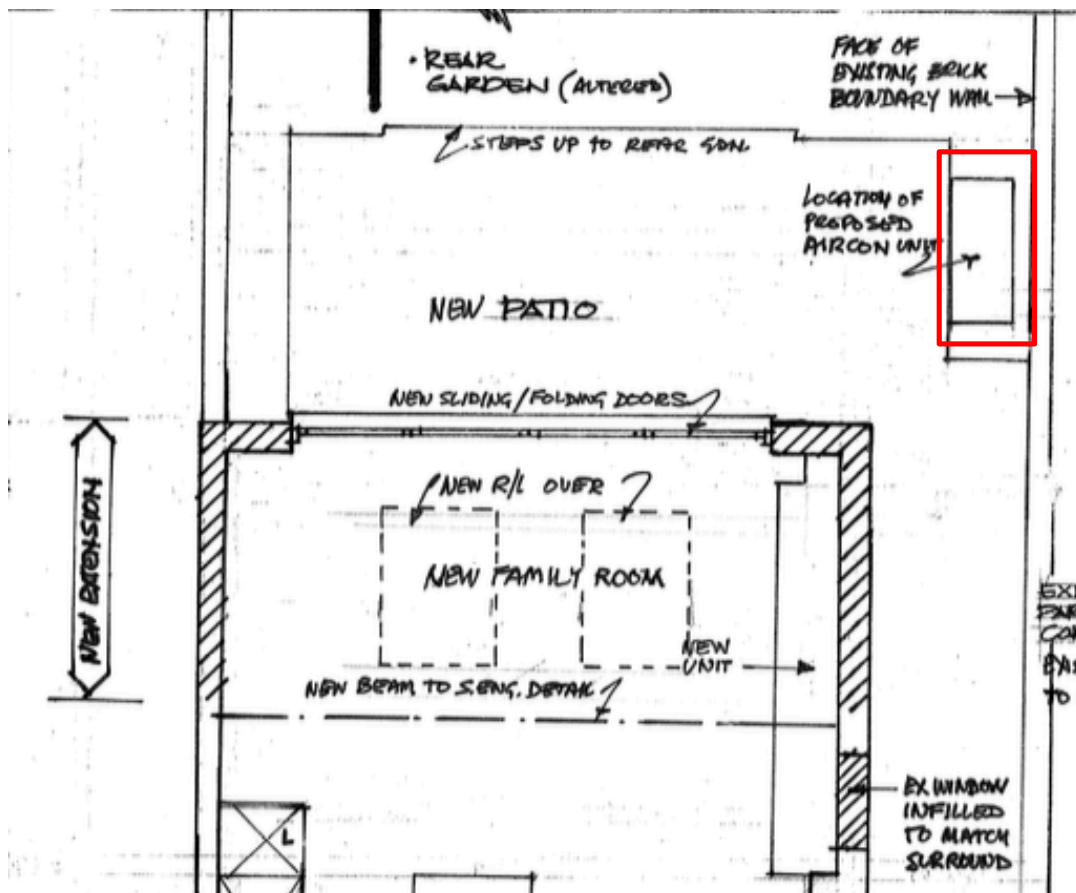 • REAR
GARDEN (ALTERED)
FACE OF
EXISTING BRICK
BOUNDARY WALL
STEPS UP TO REAR GDN.
LOCATION OF
PROPOSED
AIRCON UNIT
NEW PATIO
NEW SLIDING/FOLDING DOORS
NEW EXTENSION
NEW R/L OVER
NEW FAMILY ROOM
NEW
UNIT
NEW BEAM TO S.ENG. DETAIL
L
EX WINDOW
INFILLED
TO MATCH
SURROUND
TO